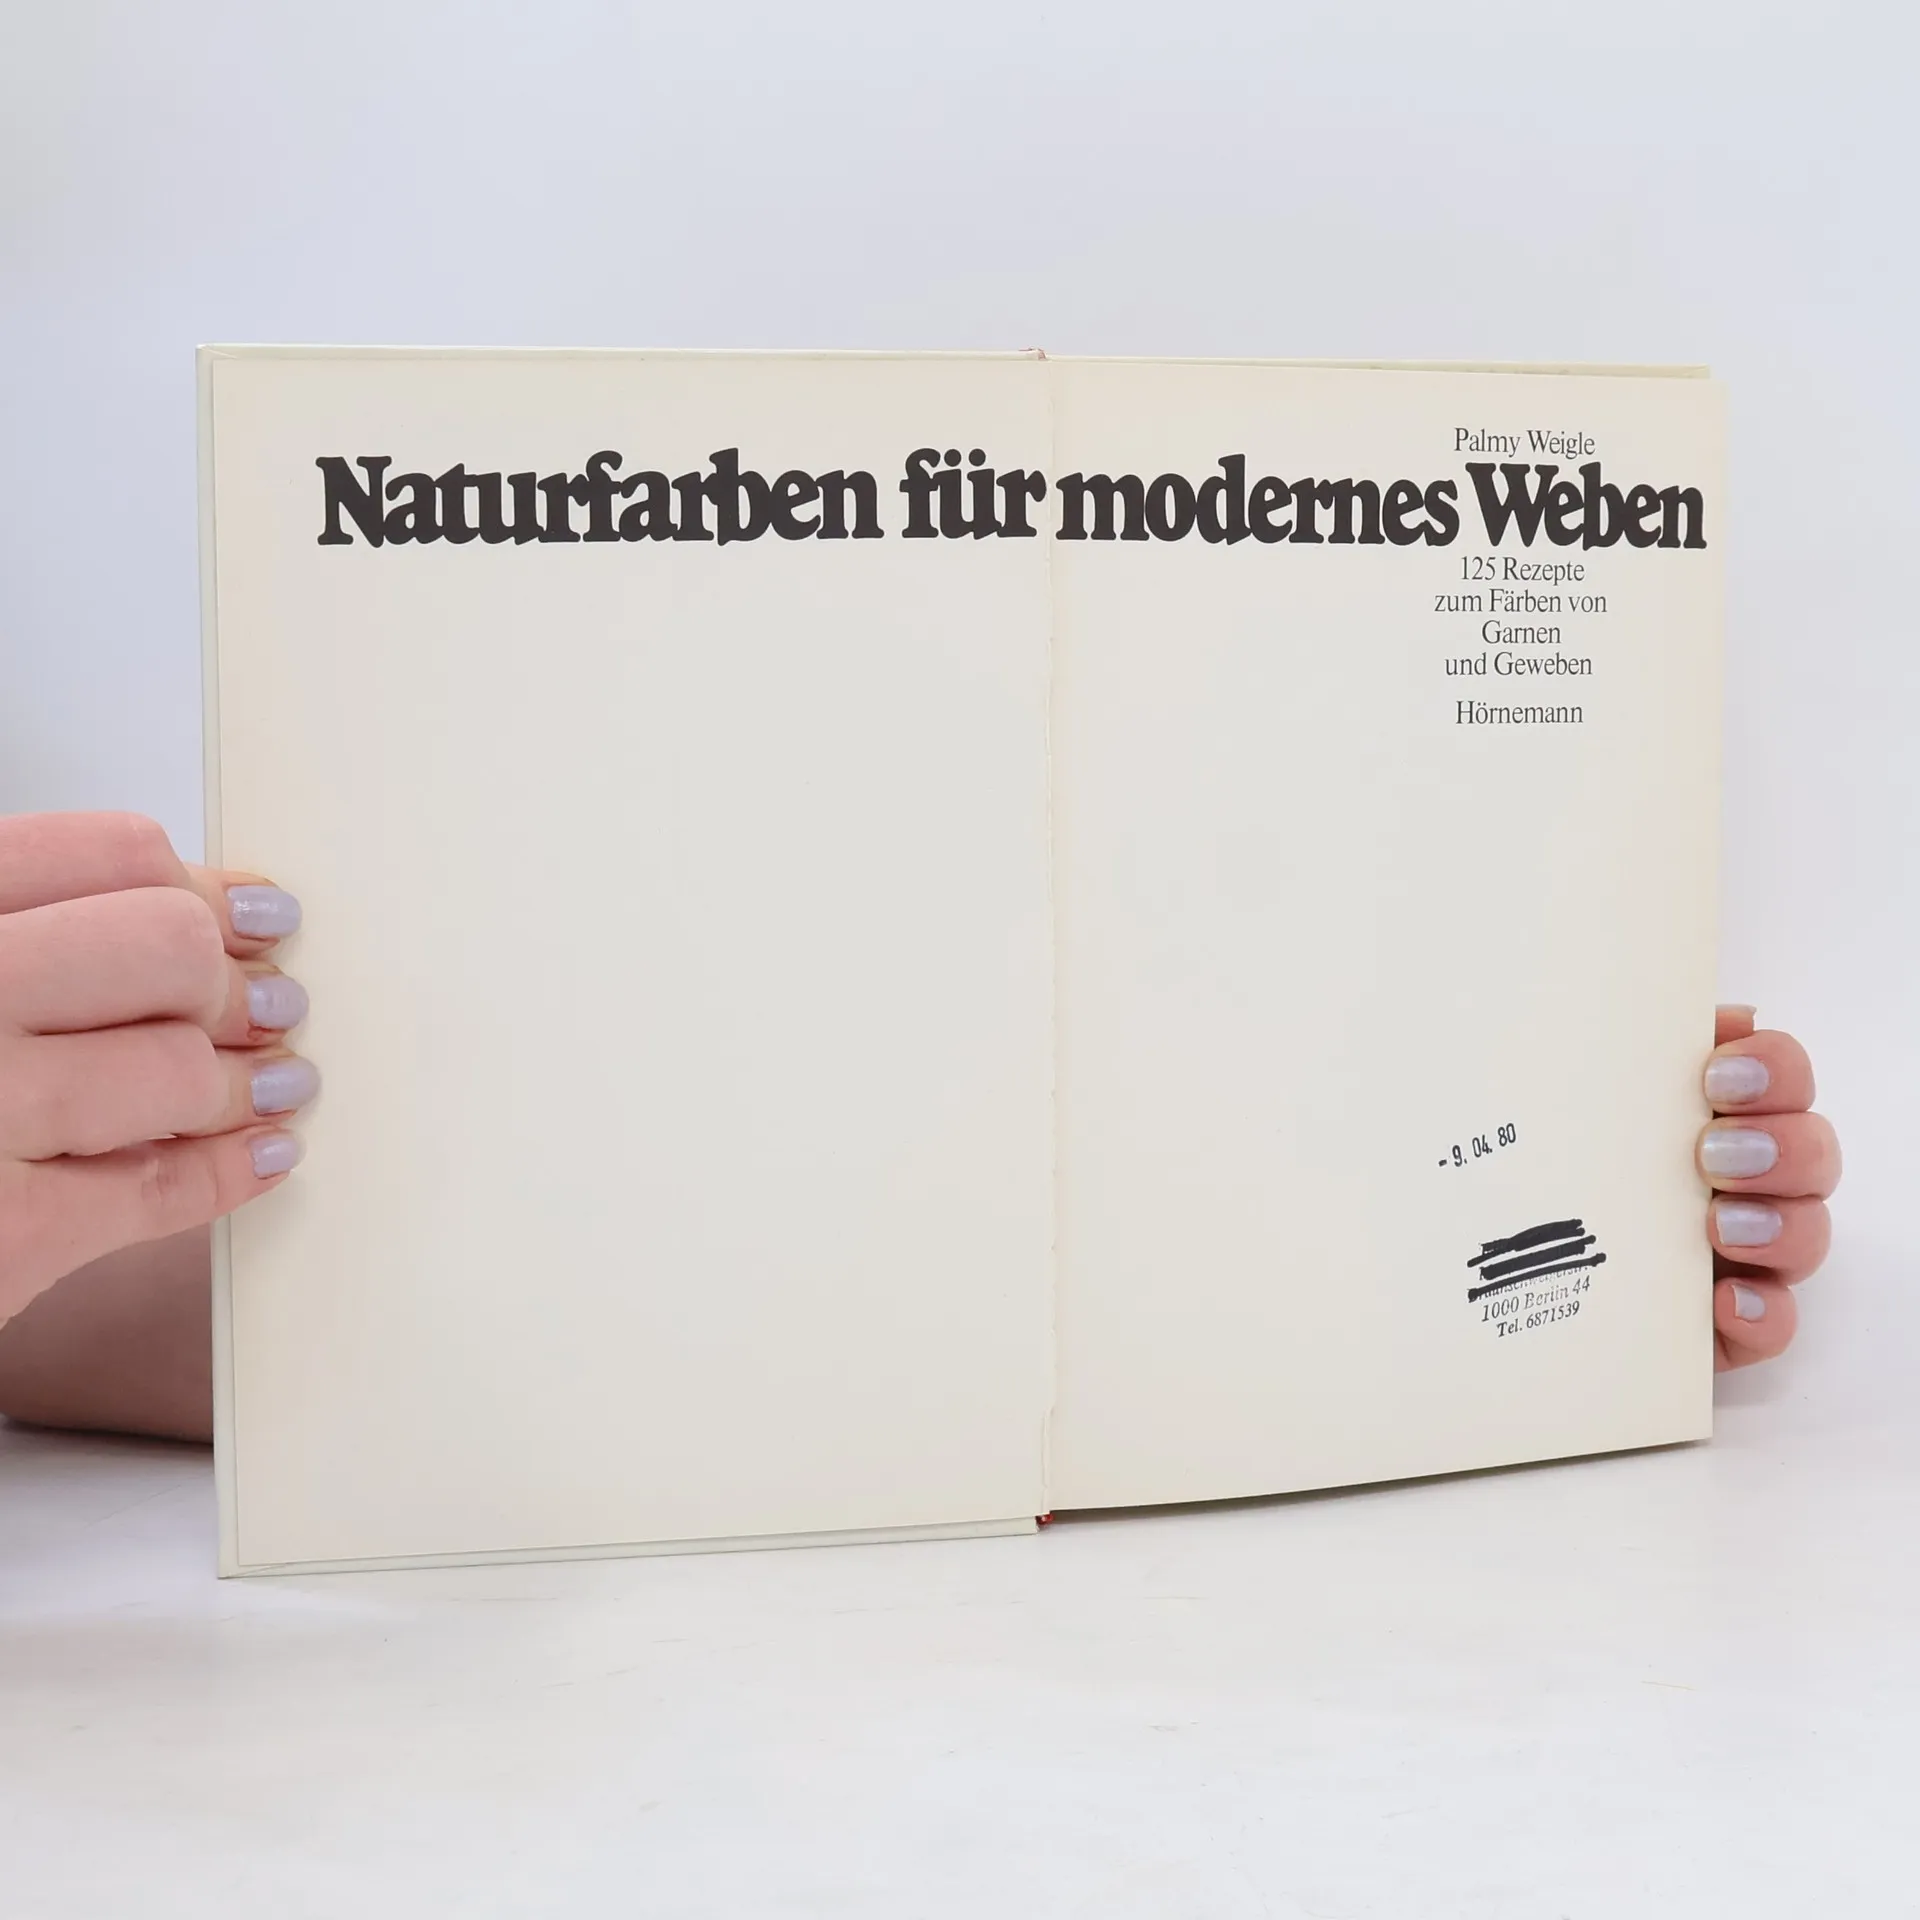 Palmy Weigle
Naturfarben für modernes Weben
125 Rezepte
zum Färben von
Garnen
und Geweben
Hörnemann
- 9. 04. 80
1000 Berlin 44
Tel. 6871539